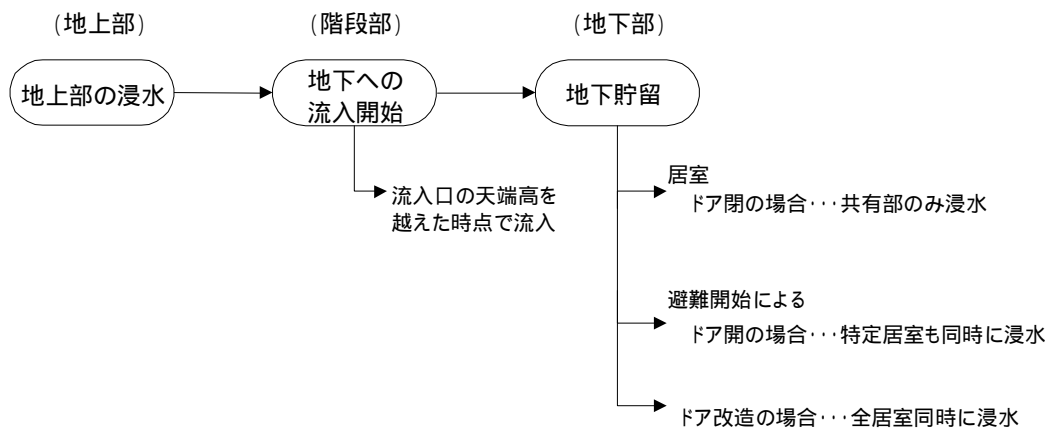 (地上部)
(階段部)
(地下部)
地上部の浸水
地下への
流入開始
地下貯留
流入口の天端高を
越えた時点で流入
居室
ドア閉の場合･･･共有部のみ浸水
避難開始による
ドア開の場合･･･特定居室も同時に浸水
ドア改造の場合･･･全居室同時に浸水